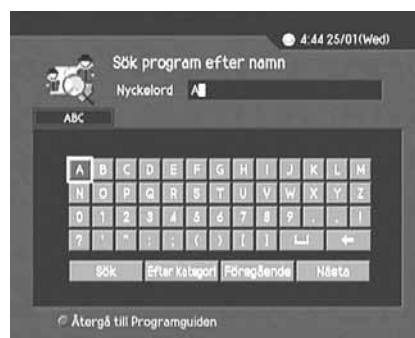 4:44 25/01(Wed)
Sök program efter namn
Nyckelord A
ABC
A B C D E F G H I J K L M
N O P Q R S T U V W X Y Z
0 1 2 3 4 5 6 7 8 9 . , !
? ' " : ; ( ) [ ]
Sök Efter Kategori Föregående Nästa
Återgå till Programguiden